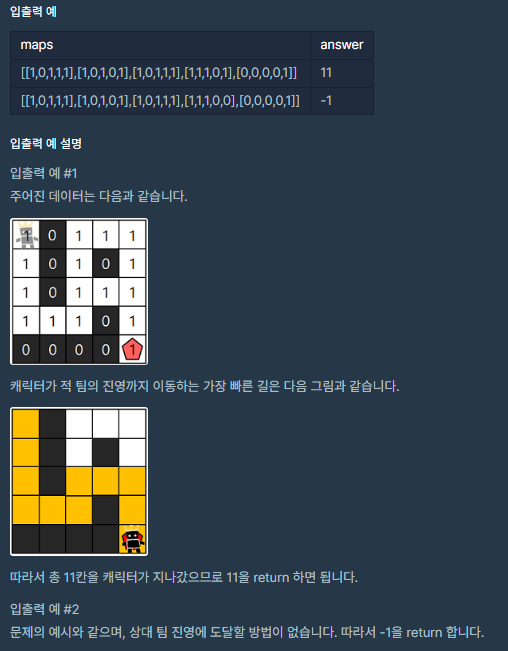 입출력 예
maps answer
[[1,0,1,1,1],[1,0,1,0,1],[1,0,1,1,1],[1,1,1,0,1],[0,0,0,0,1]] 11
[[1,0,1,1,1],[1,0,1,0,1],[1,0,1,1,1],[1,1,1,0,0],[0,0,0,0,1]] -1
입출력 예 설명
입출력 예 #1
주어진 데이터는 다음과 같습니다.
1 0 1 1 1
1 0 1 0 1
1 0 1 1 1
1 1 1 0 1
0 0 0 0 1
캐릭터가 적 팀의 진영까지 이동하는 가장 빠른 길은 다음 그림과 같습니다.
따라서 총 11칸을 캐릭터가 지나갔으므로 11을 return 하면 됩니다.
입출력 예 #2
문제의 예시와 같으며, 상대 팀 진영에 도달할 방법이 없습니다. 따라서 -1을 return 합니다.